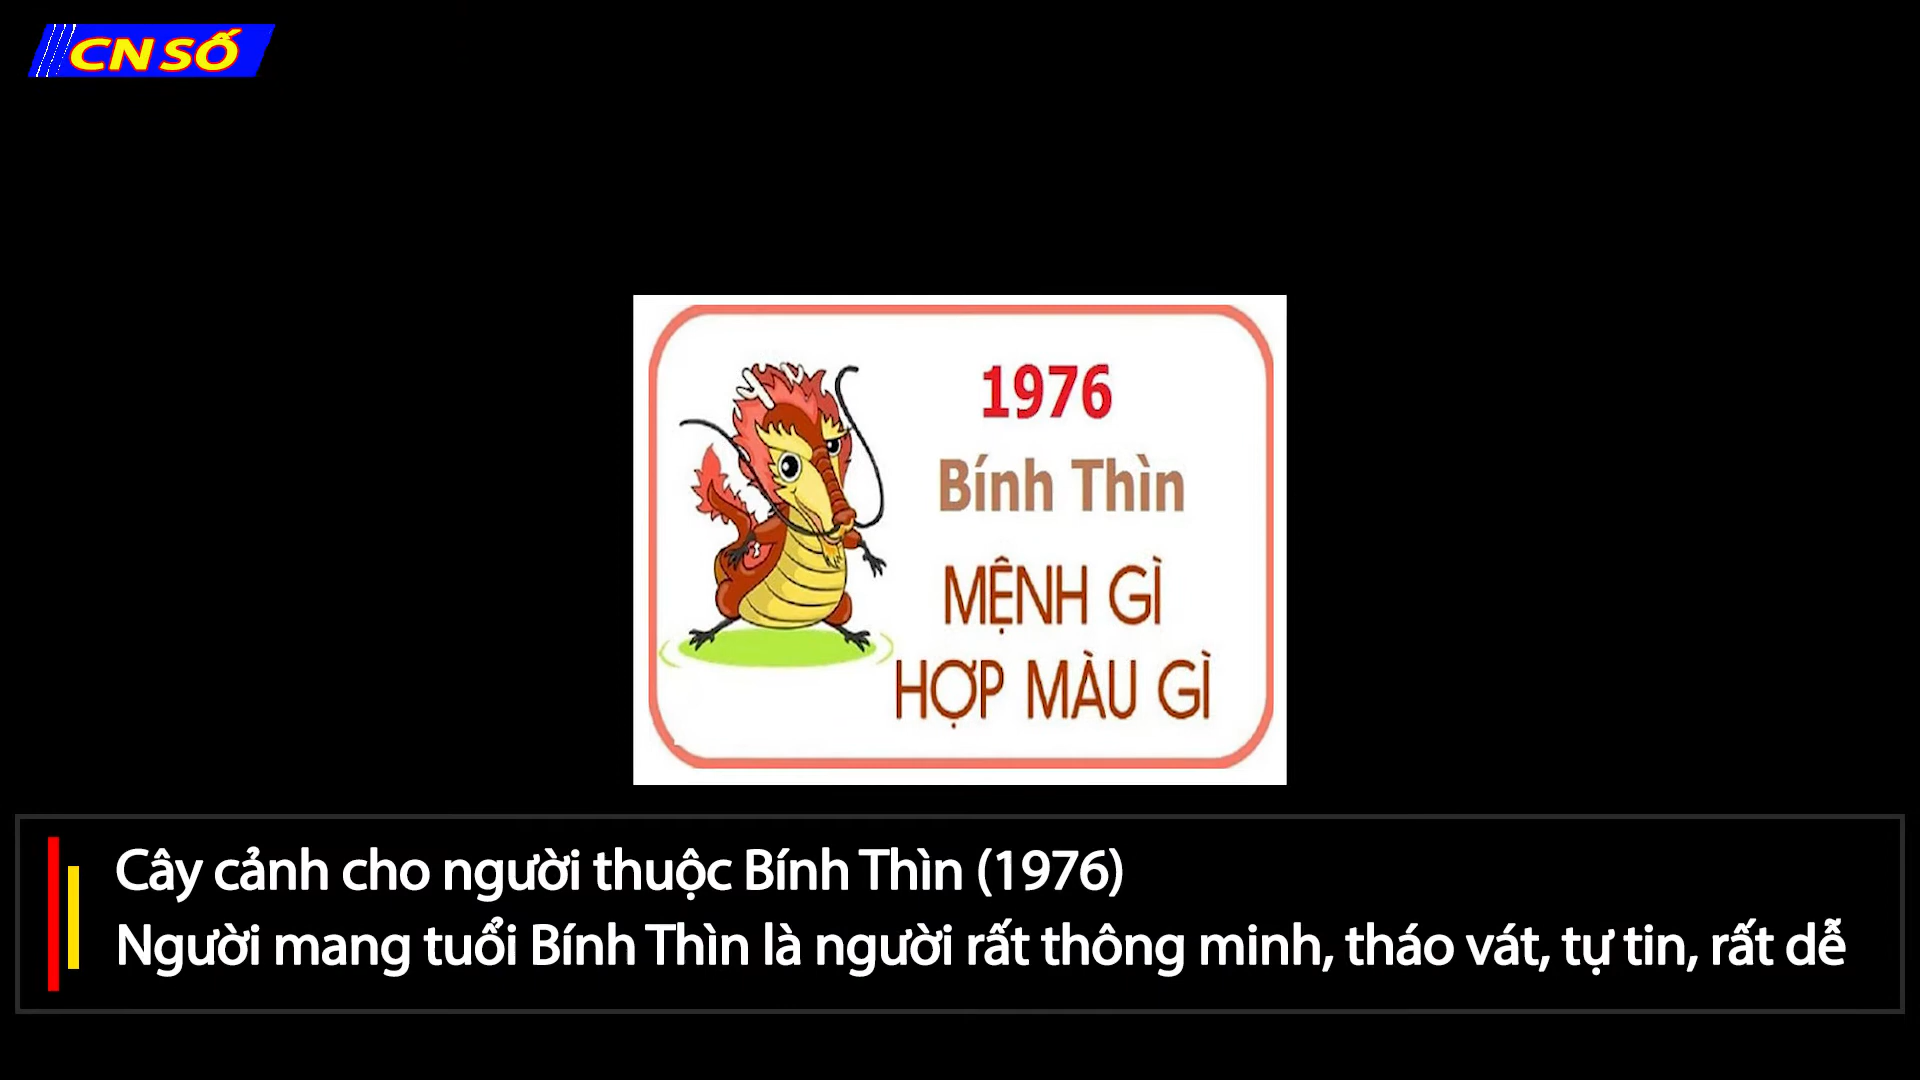 CN SỐ
1976
Bính Thìn
MỆNH GÌ
HỢP MÀU GÌ
Cây cảnh cho người thuộc Bính Thìn (1976)
Người mang tuổi Bính Thìn là người rất thông minh, tháo vát, tự tin, rất dễ